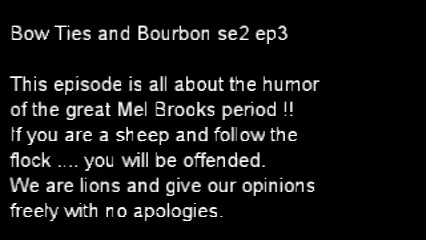 Bow Ties and Bourbon se2 ep3
This episode is all about the humor
of the great Mel Brooks period !!
If you are a sheep and follow the
flock .... you will be offended.
We are lions and give our opinions
freely with no apologies.